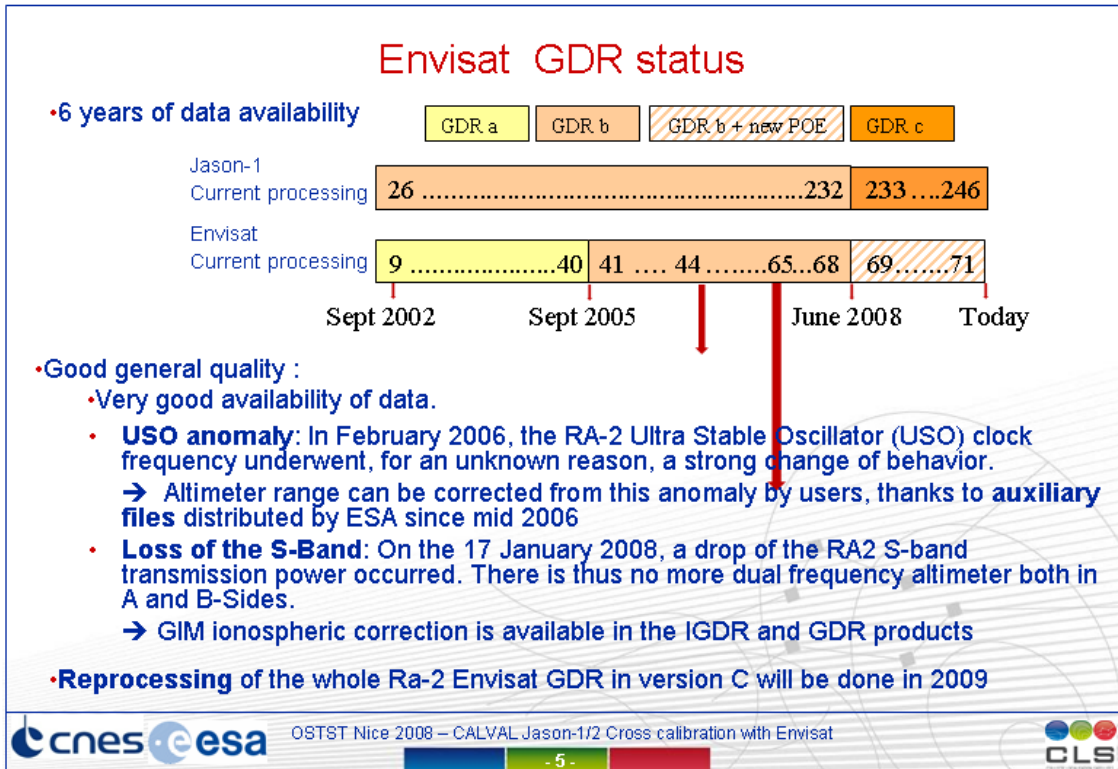 Envisat GDR status
•6 years of data availability
GDR a
GDR b
GDR b + new POE
GDR c
Jason-1
Current processing
26 ......................................................232
233 ....246
Envisat
Current processing
9 .....................40
41 .... 44 ........65...68
69.......71
Sept 2002
Sept 2005
June 2008
Today
•Good general quality :
•Very good availability of data.
• USO anomaly: In February 2006, the RA-2 Ultra Stable Oscillator (USO) clock
frequency underwent, for an unknown reason, a strong change of behavior.
→ Altimeter range can be corrected from this anomaly by users, thanks to auxiliary
files distributed by ESA since mid 2006
• Loss of the S-Band: On the 17 January 2008, a drop of the RA2 S-band
transmission power occurred. There is thus no more dual frequency altimeter both in
A and B-Sides.
→ GIM ionospheric correction is available in the IGDR and GDR products
•Reprocessing of the whole Ra-2 Envisat GDR in version C will be done in 2009
cnes esa
OSTST Nice 2008 – CALVAL Jason-1/2 Cross calibration with Envisat
- 5 -
CLS